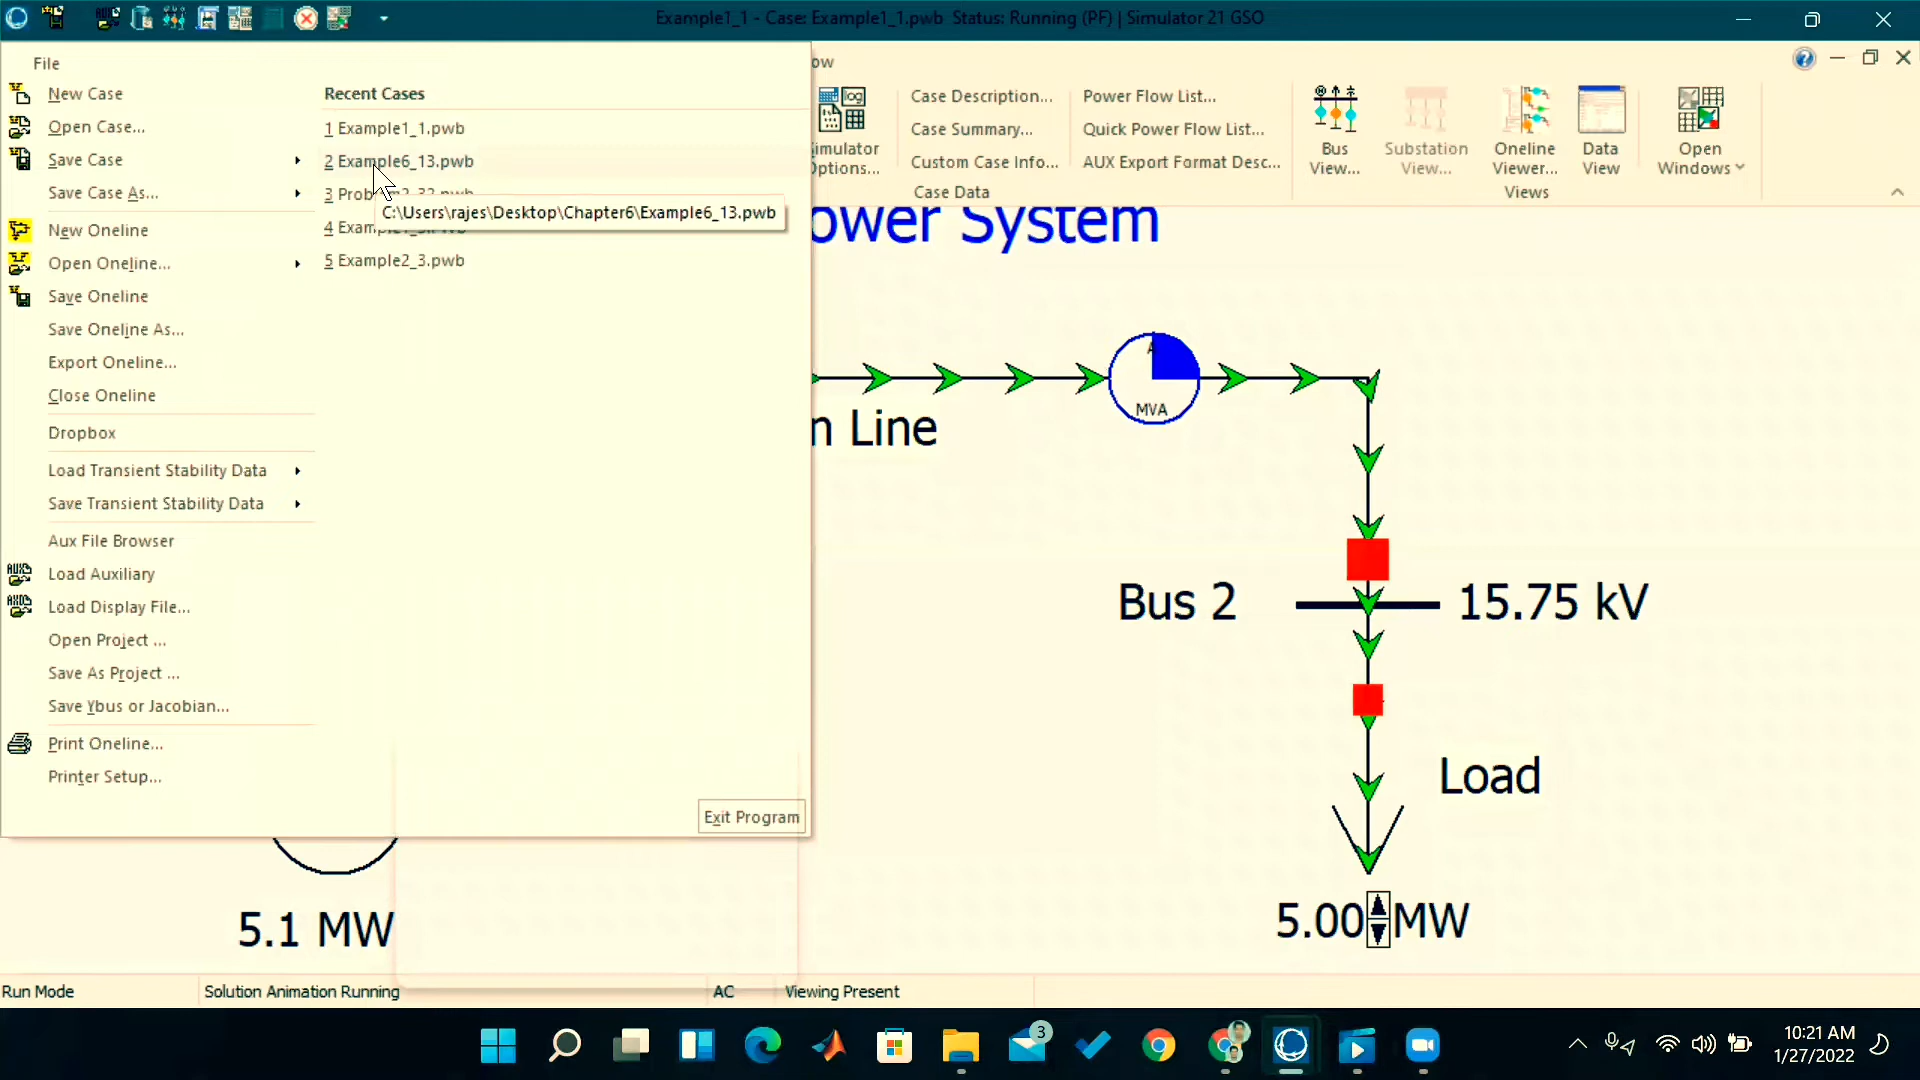 Example1_1 - Case: Example1_1.pwb Status: Running (PF) | Simulator 21 GSO
File
New Case
Open Case...
Save Case
Save Case As...
New Oneline
Open Oneline...
Save Oneline
Save Oneline As...
Export Oneline...
Close Oneline
Dropbox
Load Transient Stability Data
Save Transient Stability Data
Aux File Browser
Load Auxiliary
Load Display File...
Open Project ...
Save As Project ...
Save Ybus or Jacobian...
Print Oneline...
Printer Setup...
Recent Cases
1 Example1_1.pwb
2 Example6_13.pwb
C:\Users\rajes\Desktop\Chapter6\Example6_13.pwb
5 Example2_3.pwb
Exit Program
ow
log
imulator
ptions...
Case Description...
Case Summary...
Custom Case Info...
Power Flow List...
Quick Power Flow List...
AUX Export Format Desc...
Case Data
Bus
View...
Substation
View...
Oneline
Viewer...
Data
View
Open
Windows
Views
ower System
A
MVA
n Line
Bus 2
15.75 kV
Load
5.1 MW
5.00 MW
Run Mode
Solution Animation Running
AC
Viewing Present
3
10:21 AM
1/27/2022